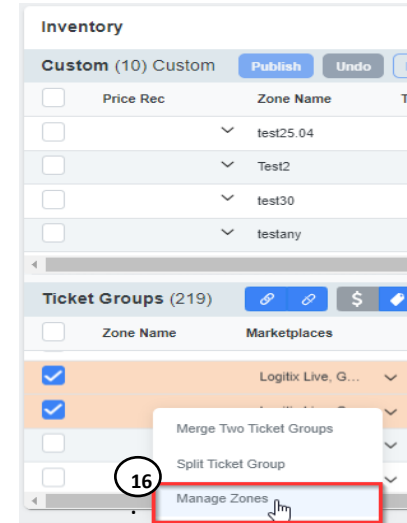 Inventory
Custom (10) Custom Publish Undo
Price Rec Zone Name T
test25.04
Test2
test30
testany
Ticket Groups (219) $
Zone Name Marketplaces
Logitix Live, G...
Merge Two Ticket Groups
Split Ticket Group
16
.
Manage Zones